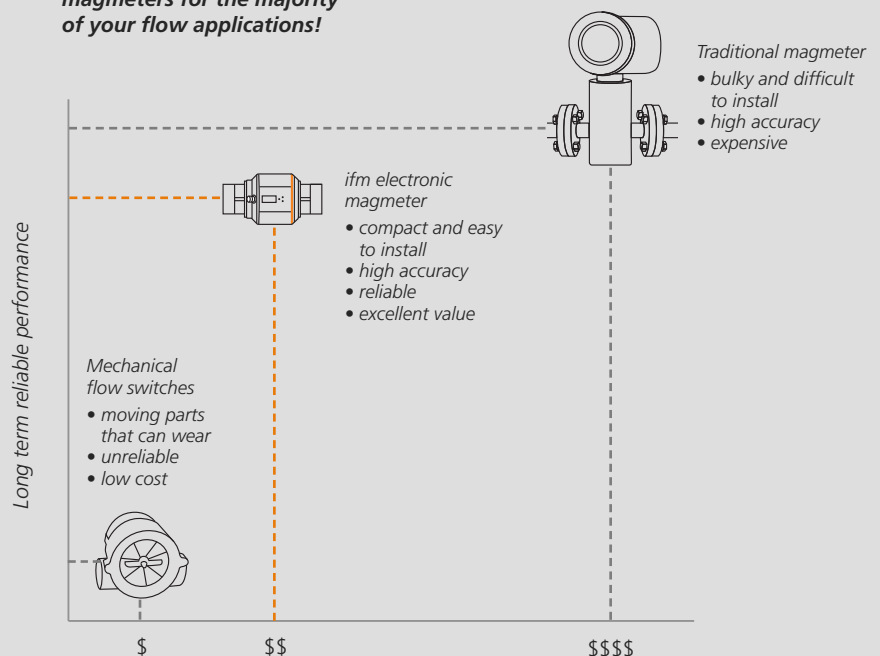 magmeters for the majority
of your flow applications!
Traditional magmeter
• bulky and difficult
to install
• high accuracy
• expensive
ifm electronic
magmeter
• compact and easy
to install
• high accuracy
• reliable
• excellent value
Long term reliable performance
Mechanical
flow switches
• moving parts
that can wear
• unreliable
• low cost
$
$$
$$$$